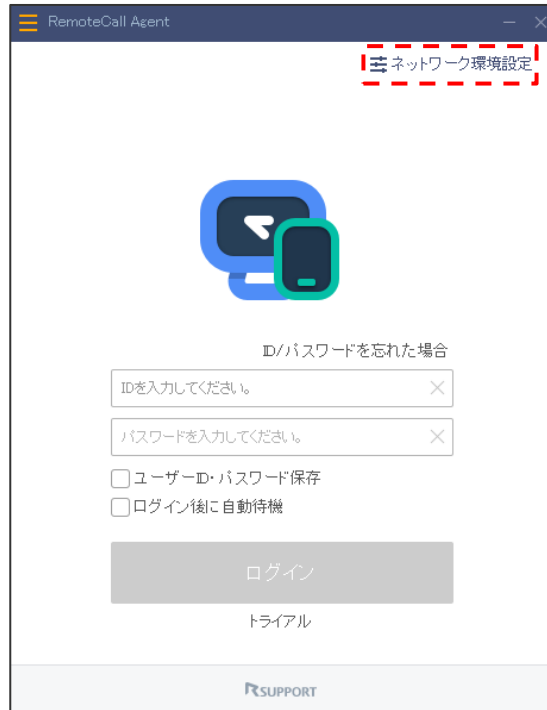 RemoteCall Agent
ネットワーク環境設定
ID/パスワードを忘れた場合
IDを入力してください。
パスワードを入力してください。
ユーザーID・パスワード保存
ログイン後に自動待機
ログイン
トライアル
RSUPPORT